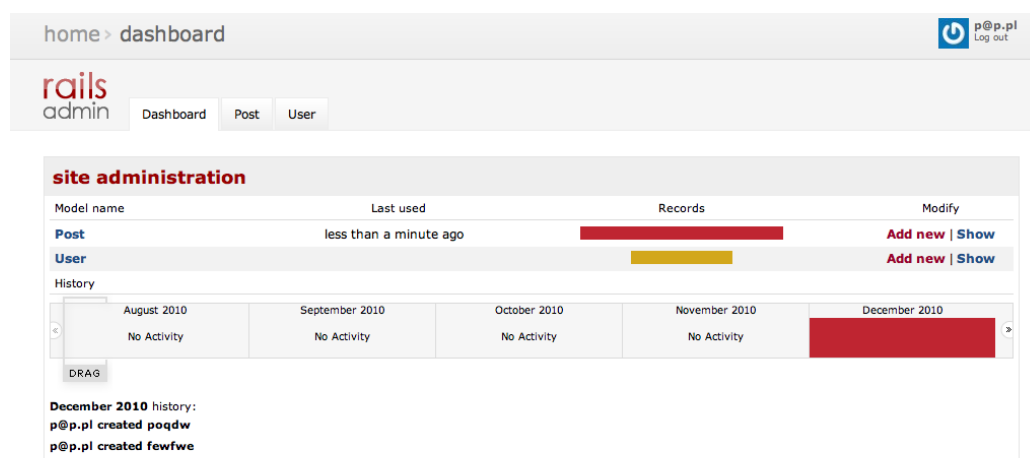 home > dashboard
p@p.pl
Log out
rails
admin
Dashboard Post User
site administration
Model name Last used Records Modify
Post less than a minute ago Add new | Show
User Add new | Show
History
August 2010 September 2010 October 2010 November 2010 December 2010
« No Activity No Activity No Activity No Activity »
DRAG
December 2010 history:
p@p.pl created poqdw
p@p.pl created fewfwe